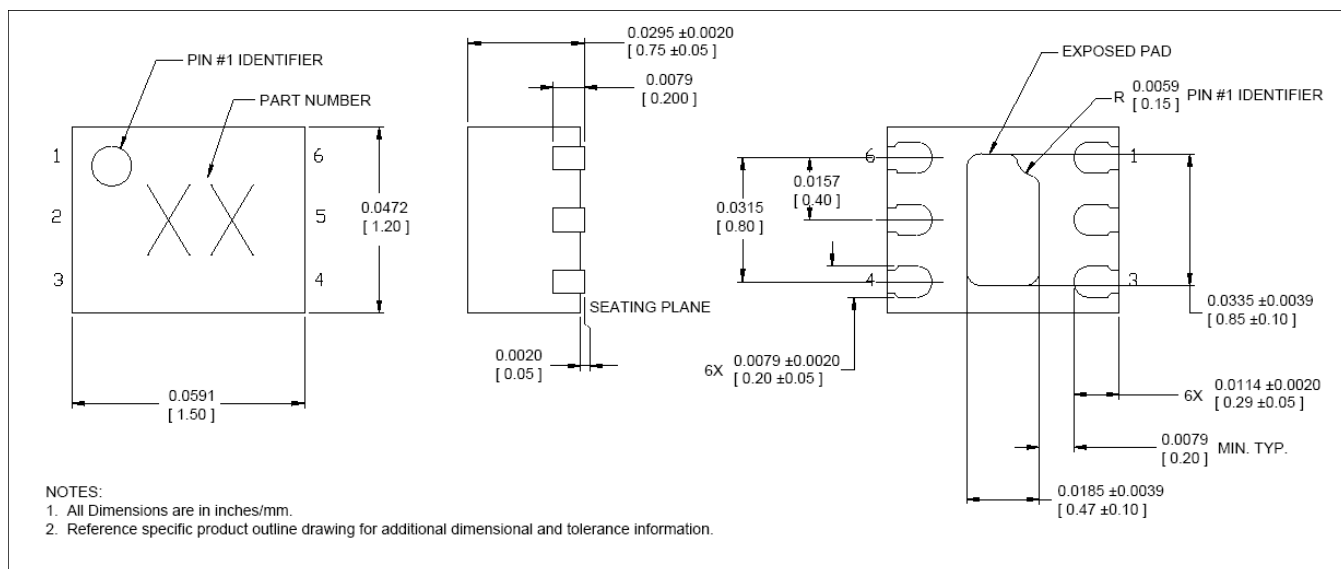 PIN #1 IDENTIFIER
PART NUMBER
1
2
3
6
5
4
XX
0.0472
[ 1.20 ]
0.0591
[ 1.50 ]
0.0295 ±0.0020
[ 0.75 ±0.05 ]
0.0079
[ 0.200 ]
SEATING PLANE
0.0020
[ 0.05 ]
EXPOSED PAD
R 0.0059
[ 0.15 ]
PIN #1 IDENTIFIER
6
4
1
3
0.0157
[ 0.40 ]
0.0315
[ 0.80 ]
0.0335 ±0.0039
[ 0.85 ±0.10 ]
6X 0.0079 ±0.0020
[ 0.20 ±0.05 ]
6X 0.0114 ±0.0020
[ 0.29 ±0.05 ]
0.0079
[ 0.20 ]
MIN. TYP.
0.0185 ±0.0039
[ 0.47 ±0.10 ]
NOTES:
1. All Dimensions are in inches/mm.
2. Reference specific product outline drawing for additional dimensional and tolerance information.